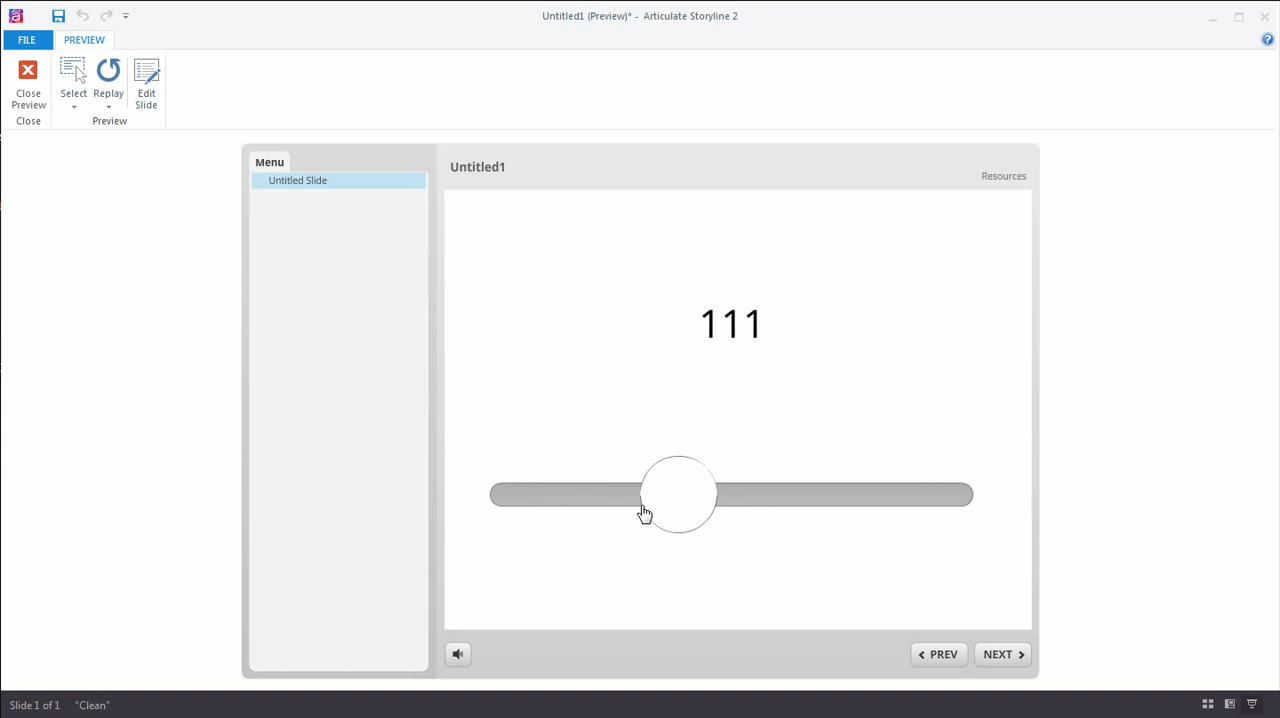 Untitled1 (Preview)* - Articulate Storyline 2
FILE
PREVIEW
Close Preview
Select
Replay
Edit Slide
Close
Preview
Menu
Untitled1
Untitled Slide
Resources
111
PREV
NEXT
Slide 1 of 1
"Clean"